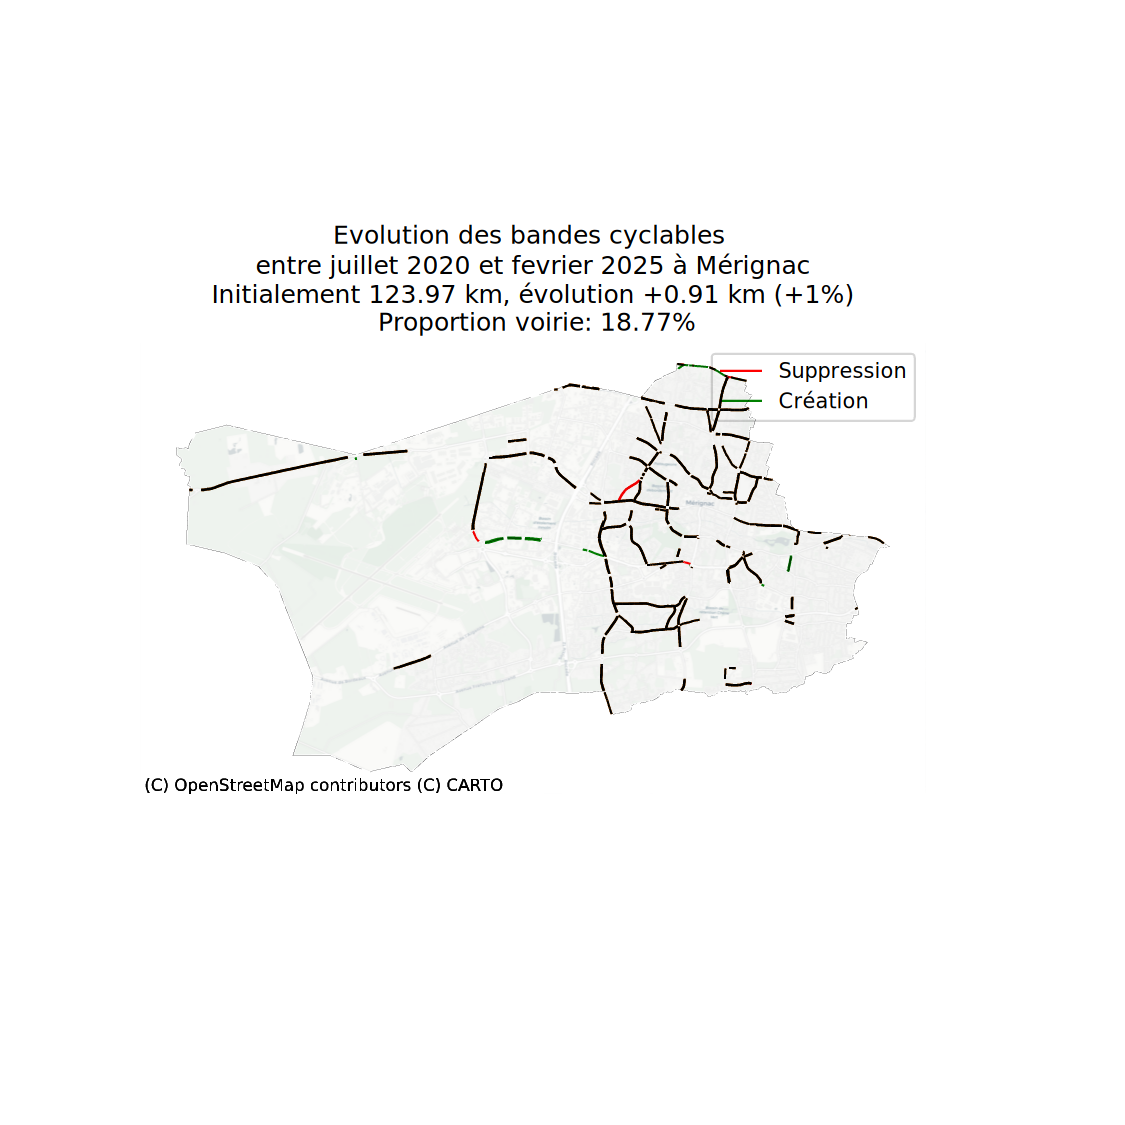 Evolution des bandes cyclables
entre juillet 2020 et fevrier 2025 à Mérignac
Initialement 123.97 km, évolution +0.91 km (+1%)
Proportion voirie: 18.77%
Suppression
Création
Mérignac
(C) OpenStreetMap contributors (C) CARTO